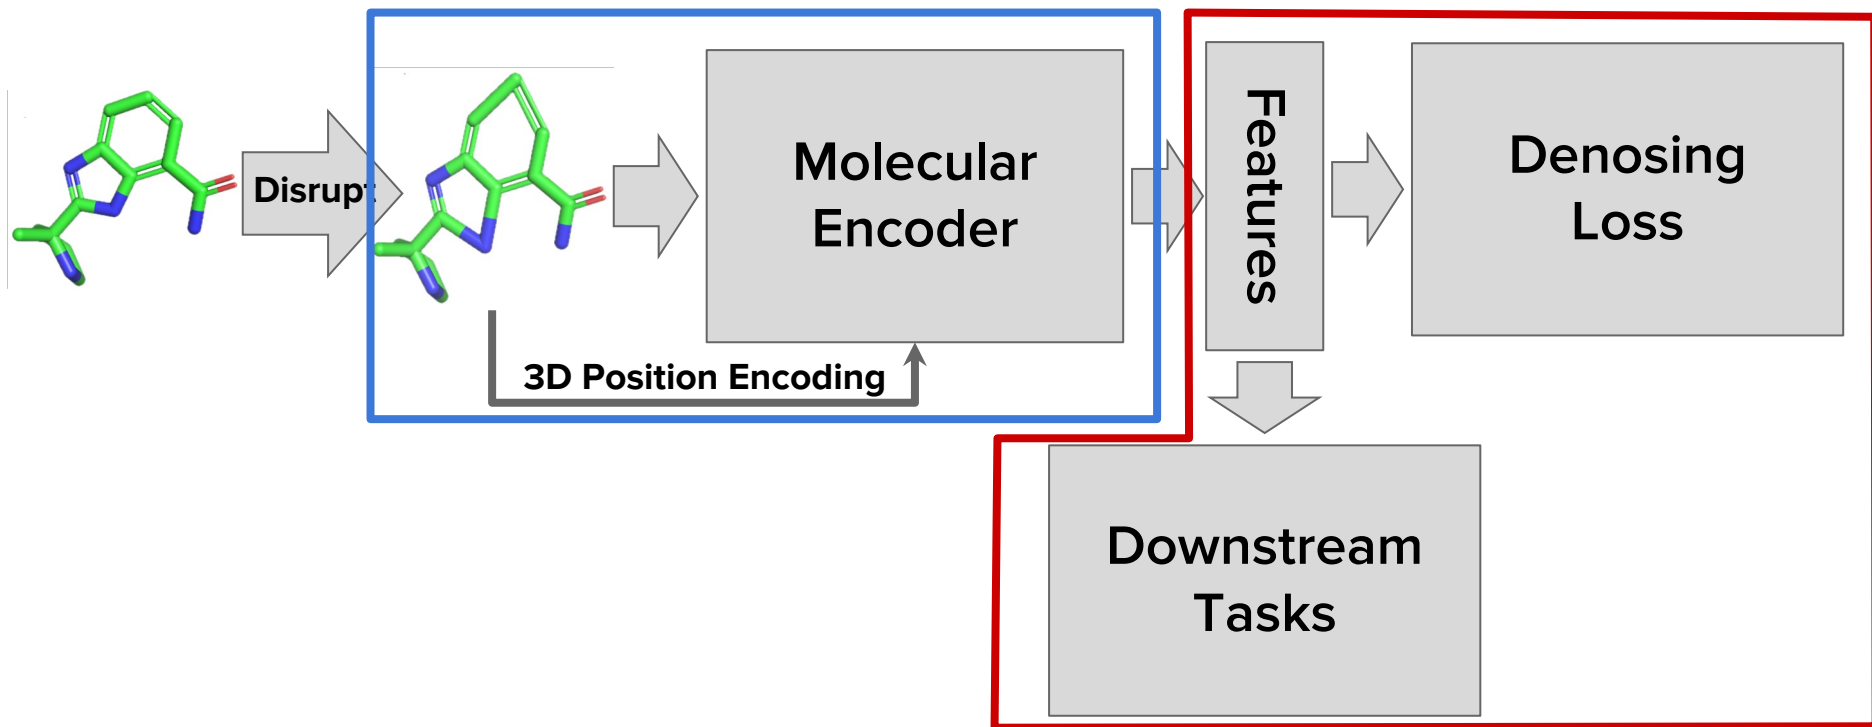 Disrupt
Molecular
Encoder
3D Position Encoding
Features
Denosing
Loss
Downstream
Tasks